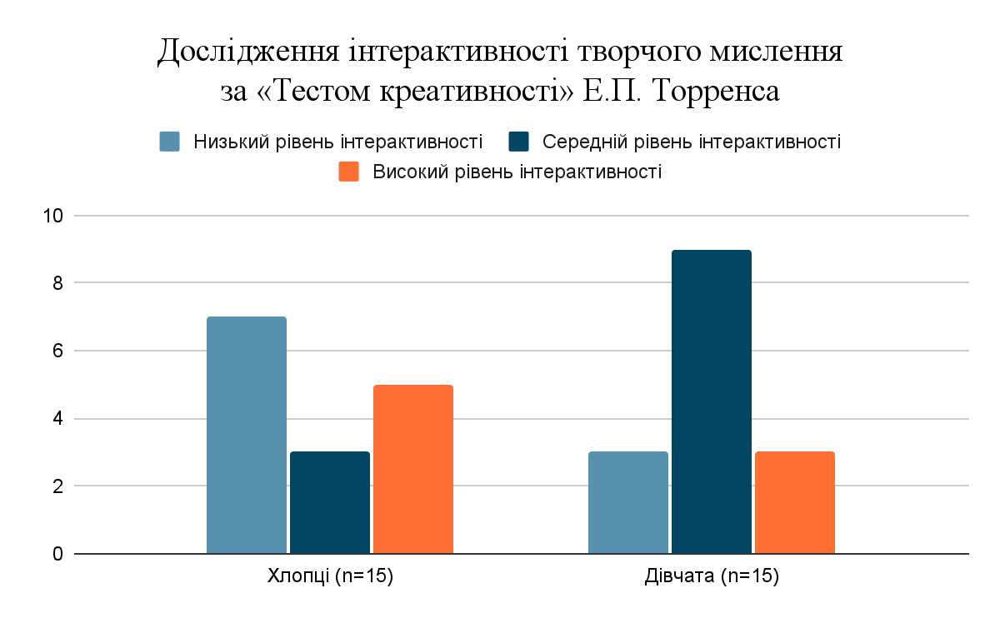 Дослідження інтерактивності творчого мислення
за «Тестом креативності» Е.П. Торренса
Низький рівень інтерактивності
Середній рівень інтерактивності
Високий рівень інтерактивності
10
8
6
4
2
0
Хлопці (n=15)
Дівчата (n=15)